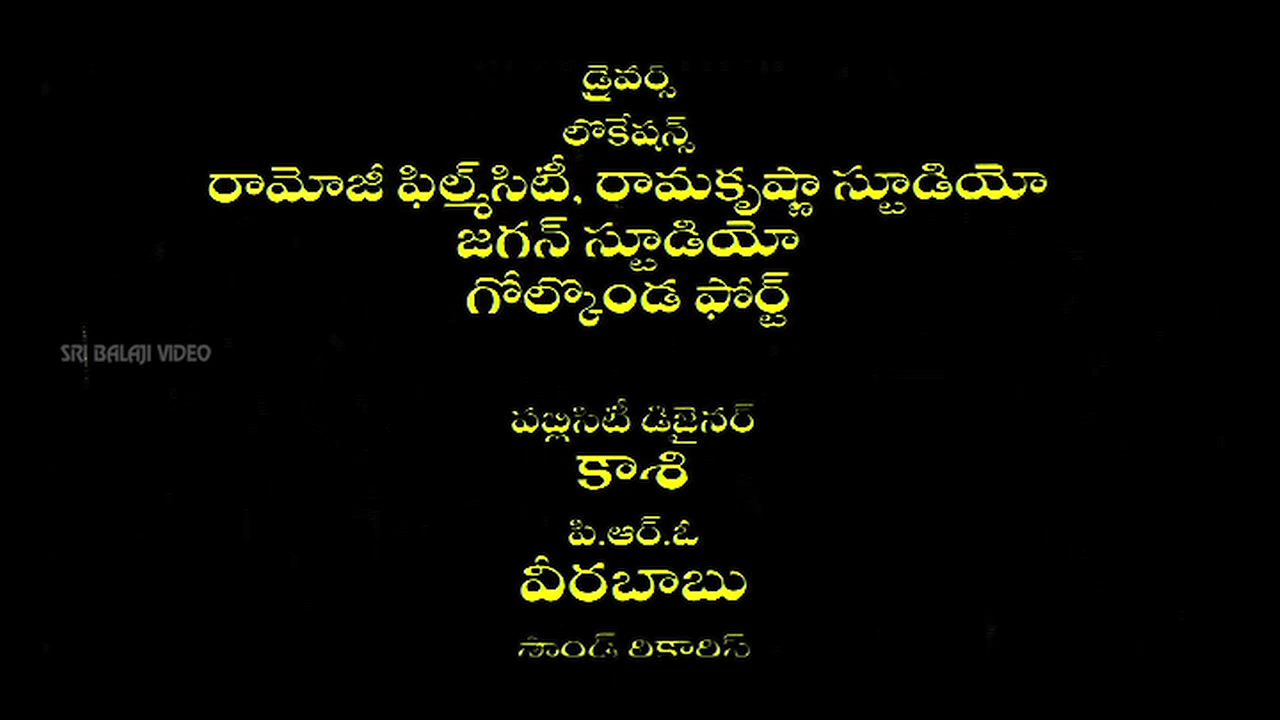 డ్రైవర్స్
లొకేషన్స్
రామోజీ ఫిల్మ్‌సిటీ, రామకృష్ణా స్టూడియో
జగన్ స్టూడియో
గోల్కొండ ఫోర్ట్
SRI BALAJI VIDEO
పబ్లిసిటీ డిజైనర్
కాశి
పి.ఆర్.ఓ
వీరబాబు
సౌండ్